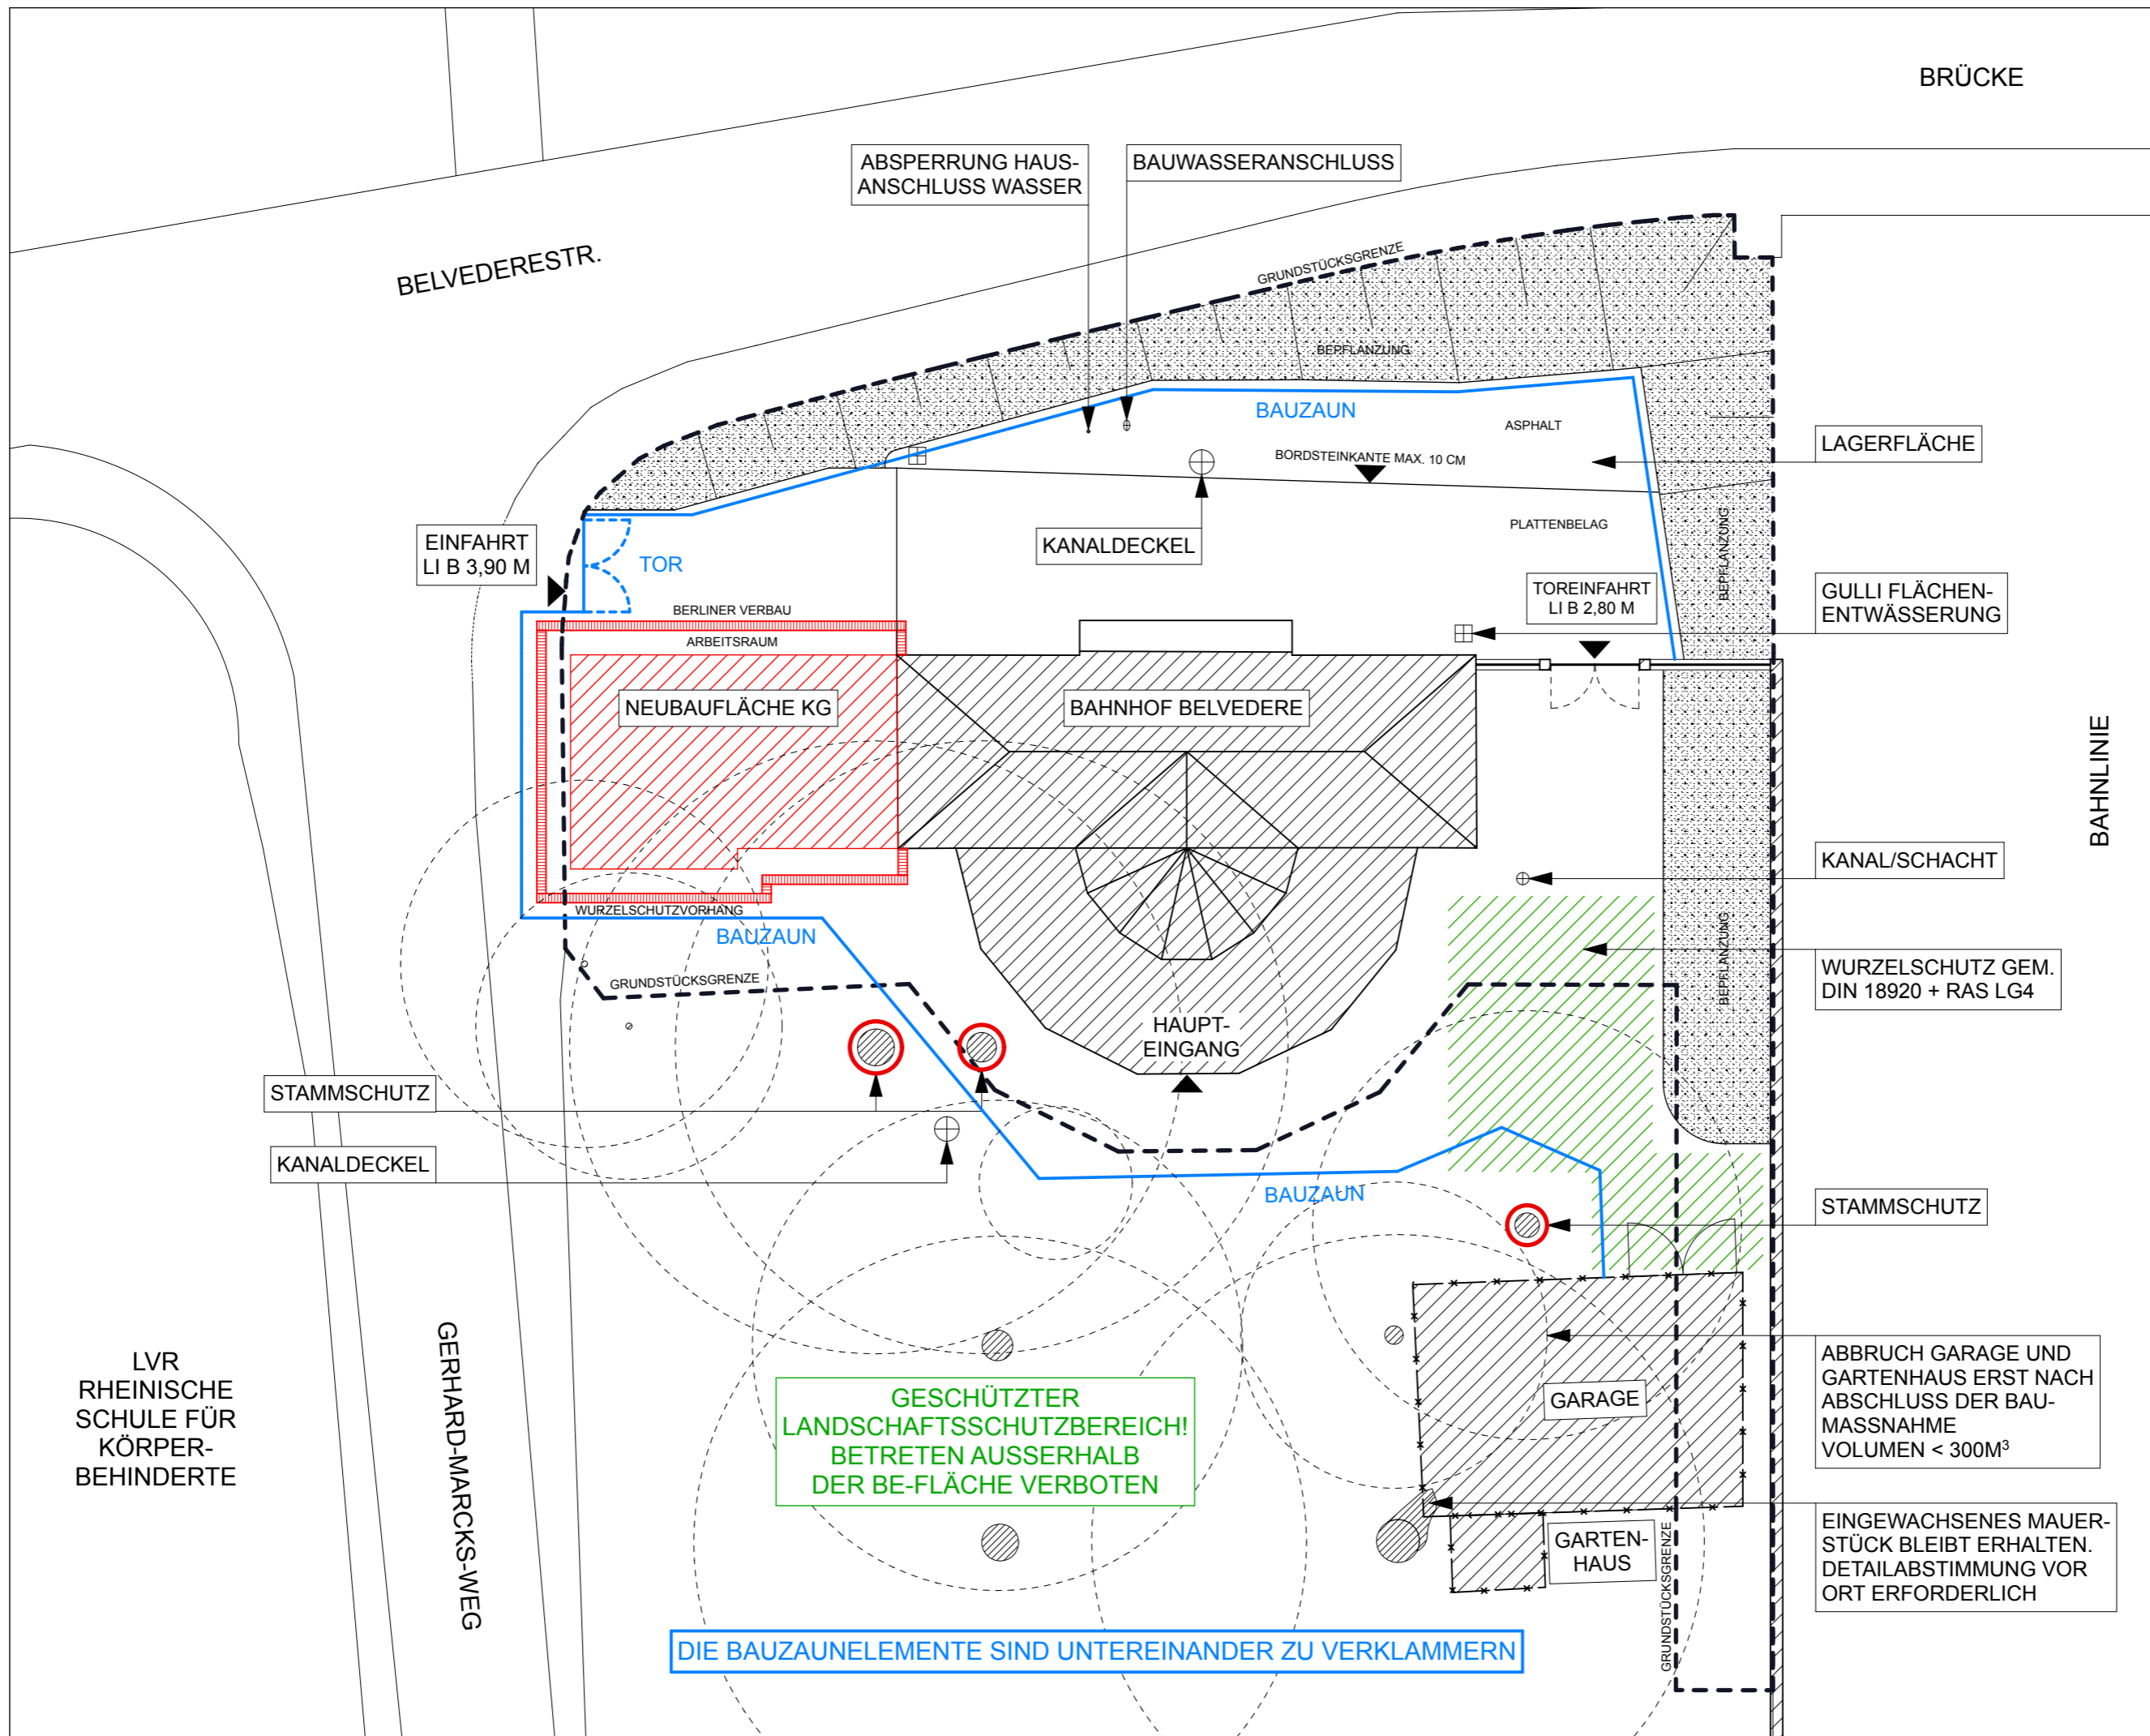 BRÜCKE
ABSPERRUNG HAUS-
ANSCHLUSS WASSER
BAUWASSERANSCHLUSS
BELVEDERESTR.
GRUNDSTÜCKSGRENZE
BEPFLANZUNG
BAUZAUN
ASPHALT
LAGERFLÄCHE
BORDSTEINKANTE MAX. 10 CM
PLATTENBELAG
BEPFLANZUNG
KANALDECKEL
EINFAHRT
LI B 3,90 M
TOR
TOREINFAHRT
LI B 2,80 M
GULLI FLÄCHEN-
ENTWÄSSERUNG
BERLINER VERBAU
ARBEITSRAUM
NEUBAUFLÄCHE KG
BAHNHOF BELVEDERE
BAHNLINIE
KANAL/SCHACHT
WURZELSCHUTZVORHANG
BAUZAUN
BEPFLANZUNG
WURZELSCHUTZ GEM.
DIN 18920 + RAS LG4
GRUNDSTÜCKSGRENZE
HAUPT-
EINGANG
STAMMSCHUTZ
KANALDECKEL
BAUZAUN
STAMMSCHUTZ
LVR
RHEINISCHE
SCHULE FÜR
KÖRPER-
BEHINDERTE
GERHARD-MARCKS-WEG
GESCHÜTZTER
LANDSCHAFTSSCHUTZBEREICH!
BETRETEN AUSSERHALB
DER BE-FLÄCHE VERBOTEN
GARAGE
ABBRUCH GARAGE UND
GARTENHAUS ERST NACH
ABSCHLUSS DER BAU-
MASSNAHME
VOLUMEN < 300M³
GARTEN-
HAUS
GRUNDSTÜCKSGRENZE
EINGEWACHSENES MAUER-
STÜCK BLEIBT ERHALTEN.
DETAILABSTIMMUNG VOR
ORT ERFORDERLICH
DIE BAUZAUNELEMENTE SIND UNTEREINANDER ZU VERKLAMMERN